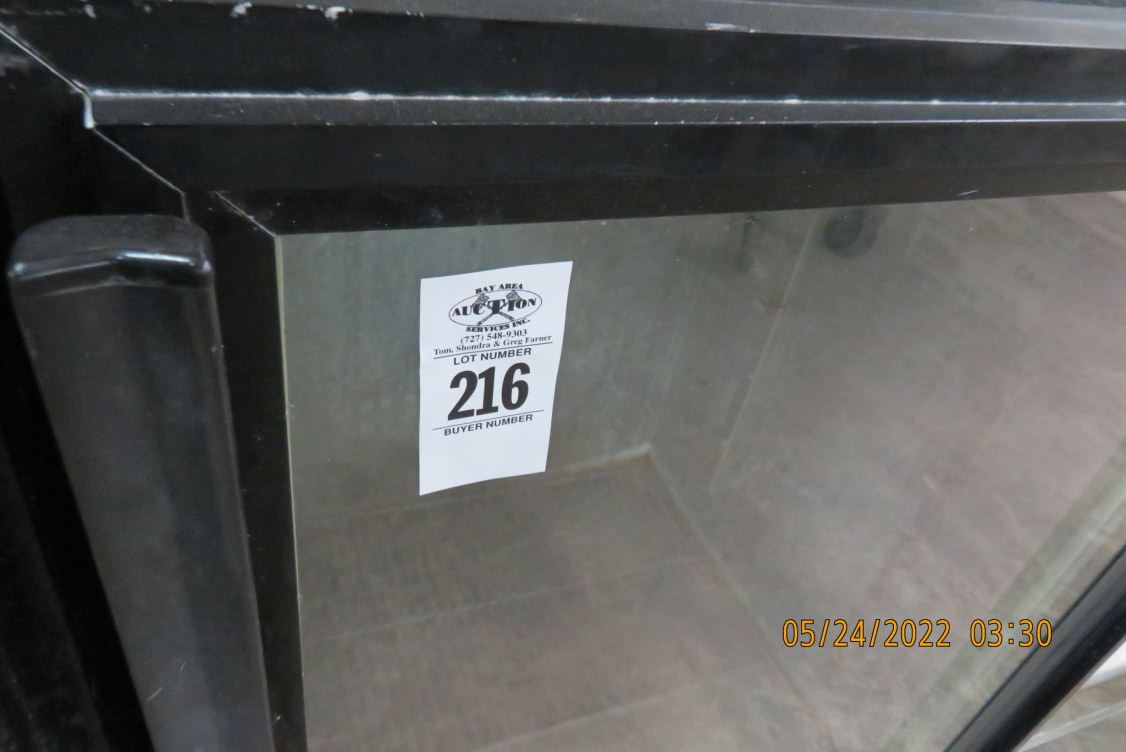 BAY AREA
AUCTION
SERVICES INC.
(727) 548-9303
Tom, Shondra & Greg Farner
LOT NUMBER
216
BUYER NUMBER
05/24/2022 03:30